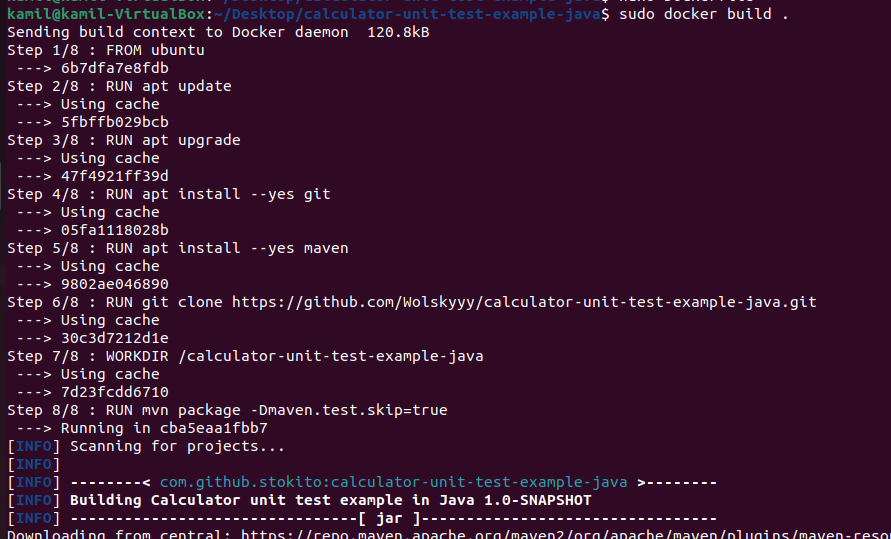 kamil@kamil-VirtualBox:~/Desktop/calculator-unit-test-example-java$ sudo docker build .
Sending build context to Docker daemon  120.8kB
Step 1/8 : FROM ubuntu
 ---> 6b7dfa7e8fdb
Step 2/8 : RUN apt update
 ---> Using cache
 ---> 5fbffb029bcb
Step 3/8 : RUN apt upgrade
 ---> Using cache
 ---> 47f4921ff39d
Step 4/8 : RUN apt install --yes git
 ---> Using cache
 ---> 05fa1118028b
Step 5/8 : RUN apt install --yes maven
 ---> Using cache
 ---> 9802ae046890
Step 6/8 : RUN git clone https://github.com/Wolskyyy/calculator-unit-test-example-java.git
 ---> Using cache
 ---> 30c3d7212d1e
Step 7/8 : WORKDIR /calculator-unit-test-example-java
 ---> Using cache
 ---> 7d23fcdd6710
Step 8/8 : RUN mvn package -Dmaven.test.skip=true
 ---> Running in cba5eaa1fbb7
[INFO] Scanning for projects...
[INFO]
[INFO] --------< com.github.stokito:calculator-unit-test-example-java >--------
[INFO] Building Calculator unit test example in Java 1.0-SNAPSHOT
[INFO] --------------------------------[ jar ]---------------------------------
Downloading from central: https://repo.maven.apache.org/maven2/org/apache/maven/plugins/maven-reso